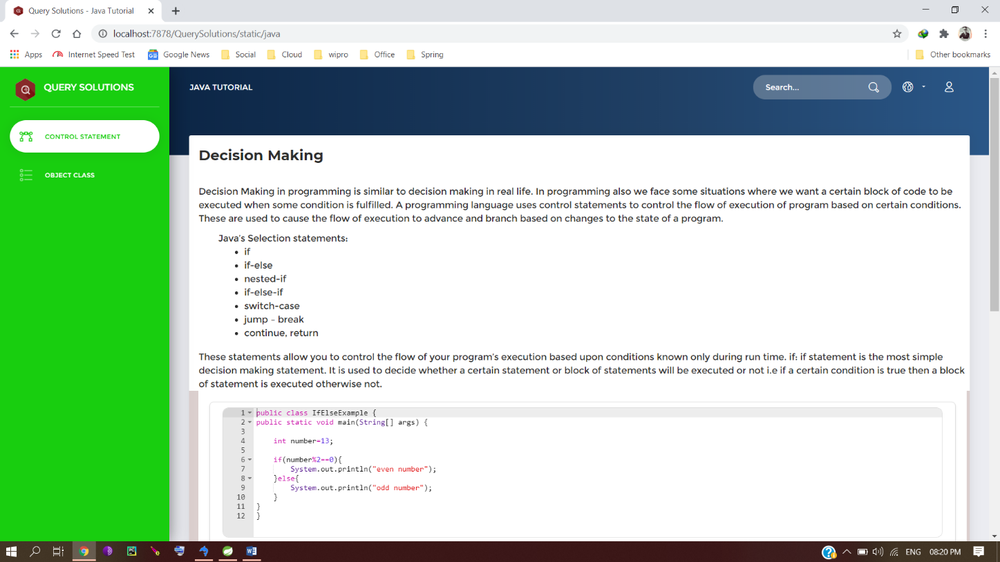 Query Solutions - Java Tutorial
localhost:7878/QuerySolutions/static/java
Apps
Internet Speed Test
GE
Google News
Social
Cloud
wipro
Office
Spring
Other bookmarks
QUERY SOLUTIONS
JAVA TUTORIAL
Search...
CONTROL STATEMENT
OBJECT CLASS
Decision Making
Decision Making in programming is similar to decision making in real life. In programming also we face some situations where we want a certain block of code to be
executed when some condition is fulfilled. A programming language uses control statements to control the flow of execution of program based on certain conditions.
These are used to cause the flow of execution to advance and branch based on changes to the state of a program.
Java's Selection statements:
• if
• if-else
• nested-if
• if-else-if
• switch-case
• jump – break
• continue, return
These statements allow you to control the flow of your program's execution based upon conditions known only during run time. if: if statement is the most simple
decision making statement. It is used to decide whether a certain statement or block of statements will be executed or not i.e if a certain condition is true then a block
of statement is executed otherwise not.
1 public class IfElseExample {
2 public static void main(String[] args) {
3
4     int number=13;
5
6     if(number%2==0){
7         System.out.println("even number");
8     }else{
9         System.out.println("odd number");
10     }
11 }
12 }
PC
W
ENG
08:20 PM